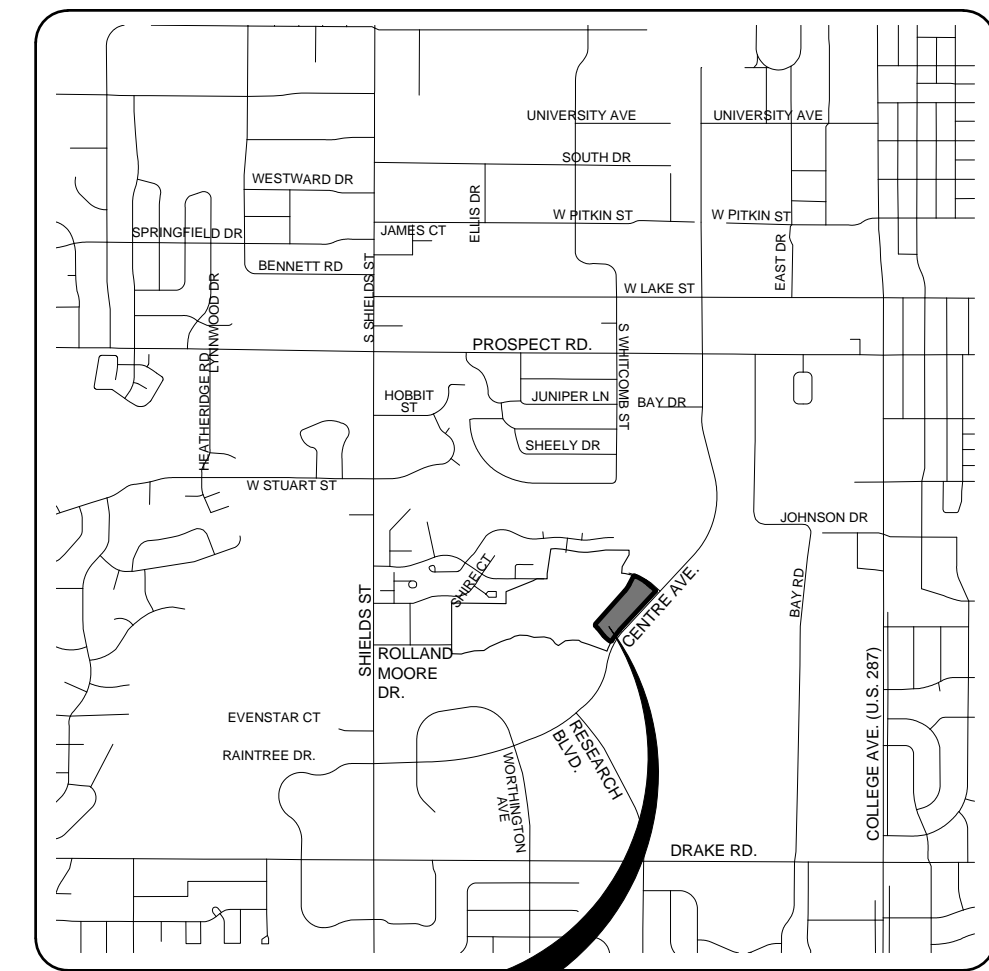 UNIVERSITY AVE
UNIVERSITY AVE
SOUTH DR
WESTWARD DR
ELLIS DR
W PITKIN ST
W PITKIN ST
SPRINGFIELD DR
JAMES CT
EAST DR
BENNETT RD
S SHIELDS ST
LYNNWOOD DR
W LAKE ST
PROSPECT RD.
S WHITCOMB ST
HEATHERIDGE RD
HOBBIT
ST
JUNIPER LN
BAY DR
SHEELY DR
W STUART ST
JOHNSON DR
SHIRE CT
CENTRE AVE.
BAY RD
SHIELDS ST
ROLLAND
MOORE
DR.
COLLEGE AVE. (U.S. 287)
EVENSTAR CT
RAINTREE DR.
RESEARCH
BLVD.
WORTHINGTON
AVE
DRAKE RD.